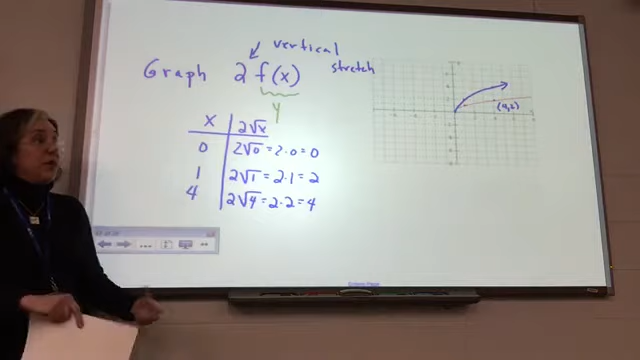 vertical
Graph 2 f(x) stretch
y
x 2√x
0 2√0 = 2·0 = 0
1 2√1 = 2·1 = 2
4 2√4 = 2·2 = 4
(4,2)